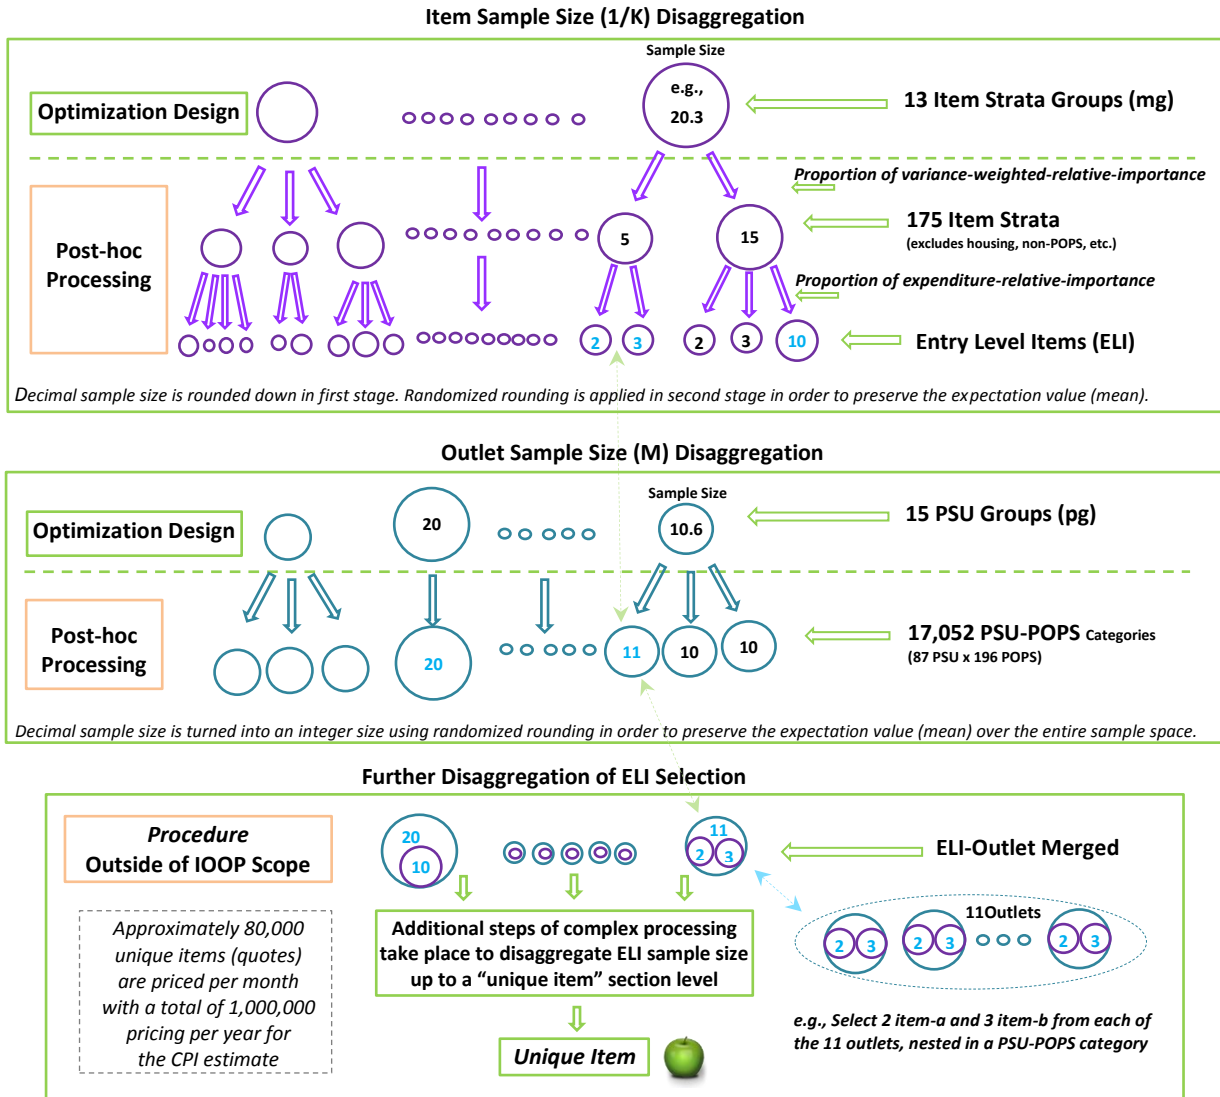 Item Sample Size (1/K) Disaggregation
Sample Size
Optimization Design
e.g.,
20.3
13 Item Strata Groups (mg)
Proportion of variance-weighted-relative-importance
Post-hoc
Processing
5
15
175 Item Strata
(excludes housing, non-POPS, etc.)
Proportion of expenditure-relative-importance
2
3
2
3
10
Entry Level Items (ELI)
Decimal sample size is rounded down in first stage. Randomized rounding is applied in second stage in order to preserve the expectation value (mean).
Outlet Sample Size (M) Disaggregation
Sample Size
Optimization Design
20
10.6
15 PSU Groups (pg)
Post-hoc
Processing
20
11
10
10
17,052 PSU-POPS Categories
(87 PSU x 196 POPS)
Decimal sample size is turned into an integer size using randomized rounding in order to preserve the expectation value (mean) over the entire sample space.
Further Disaggregation of ELI Selection
Procedure
Outside of IOOP Scope
20
10
11
2
3
ELI-Outlet Merged
Approximately 80,000
unique items (quotes)
are priced per month
with a total of 1,000,000
pricing per year for
the CPI estimate
Additional steps of complex processing
take place to disaggregate ELI sample size
up to a “unique item” section level
11Outlets
2
3
2
3
2
3
e.g., Select 2 item-a and 3 item-b from each of
the 11 outlets, nested in a PSU-POPS category
Unique Item